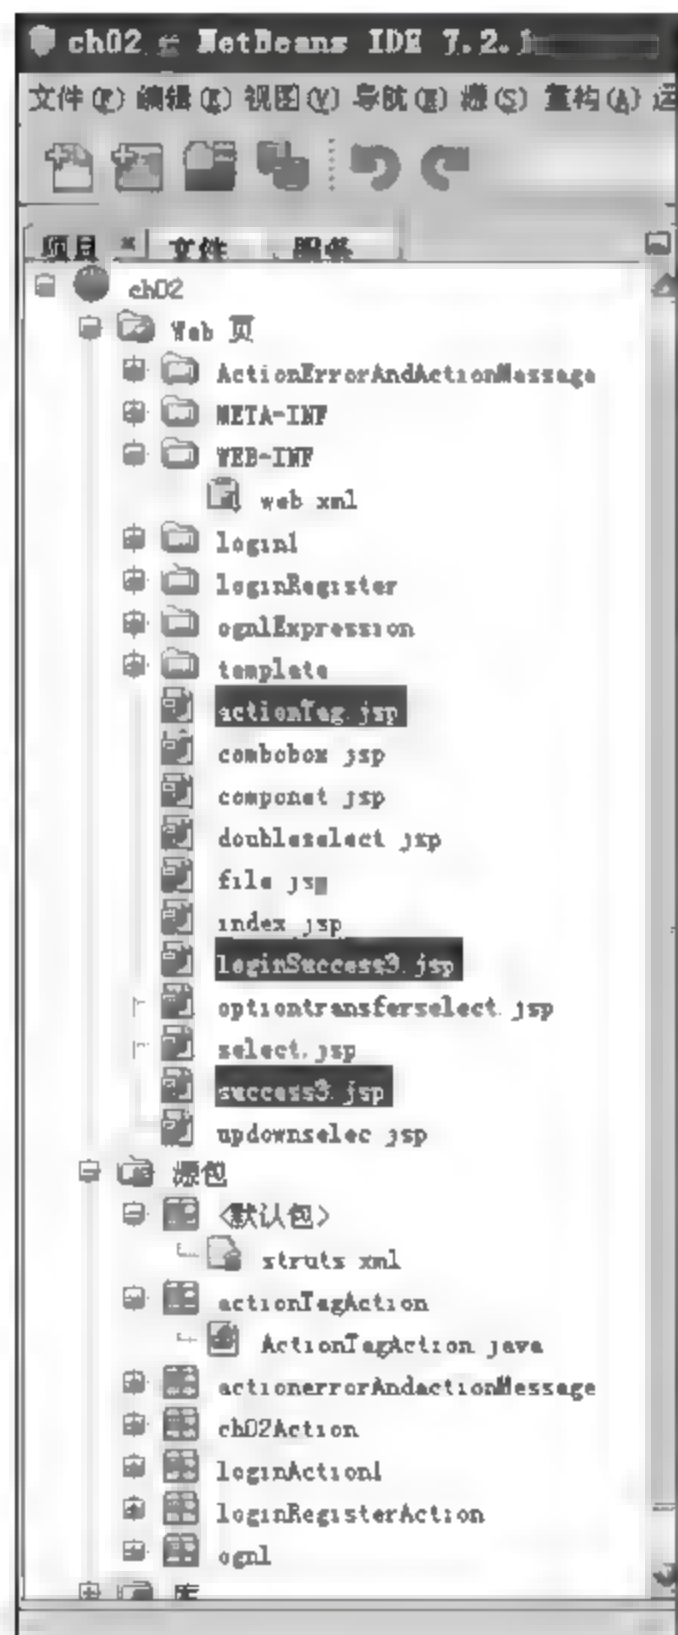 ch02 - NetBeans IDE 7.2.1
文件(F) 编辑(E) 视图(V) 导航(N) 源(S) 重构(A) 运
项目 × 文件 服务
ch02
Web 页
ActionErrorAndActionMessage
META-INF
WEB-INF
web.xml
login1
loginRegister
ognlExpression
template
actionTag.jsp
combobox.jsp
componet.jsp
doubleselect.jsp
file.jsp
index.jsp
loginSuccess3.jsp
optiontransferselect.jsp
select.jsp
success3.jsp
updownselec.jsp
源包
<默认包>
struts.xml
actionTagAction
ActionTagAction.java
actionerrorAndactionMessage
ch02Action
loginAction1
loginRegisterAction
ognl
库